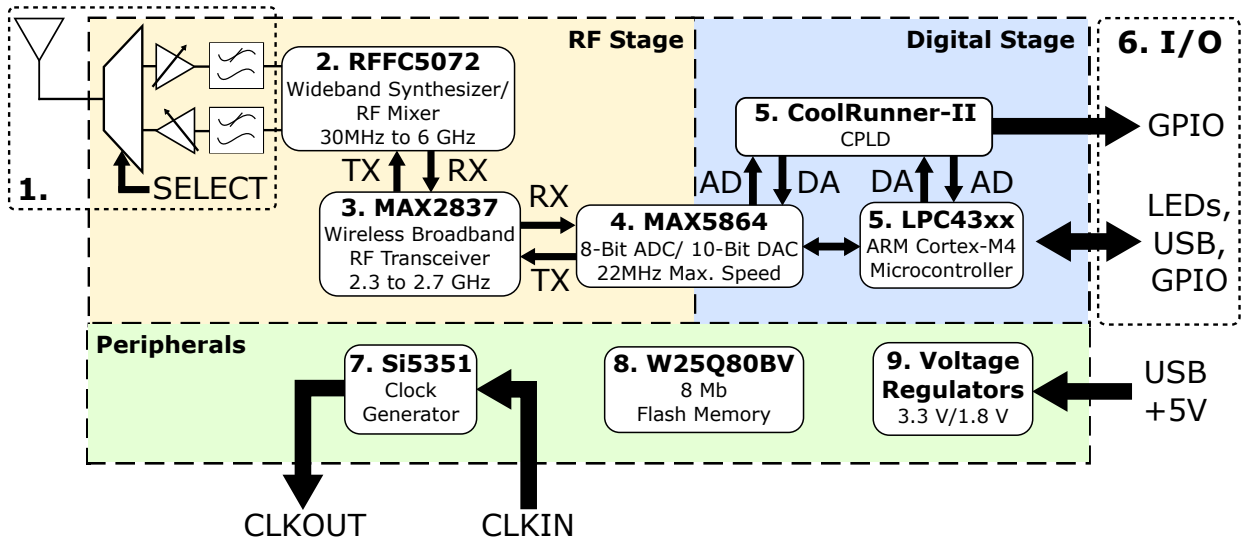 RF Stage
Digital Stage
6. I/O
2. RFFC5072
Wideband Synthesizer/
RF Mixer
30MHz to 6 GHz
5. CoolRunner-II
CPLD
GPIO
1.
SELECT
TX
RX
AD
DA
DA
AD
3. MAX2837
Wireless Broadband
RF Transceiver
2.3 to 2.7 GHz
RX
TX
4. MAX5864
8-Bit ADC/ 10-Bit DAC
22MHz Max. Speed
5. LPC43xx
ARM Cortex-M4
Microcontroller
LEDs,
USB,
GPIO
Peripherals
7. Si5351
Clock
Generator
8. W25Q80BV
8 Mb
Flash Memory
9. Voltage
Regulators
3.3 V/1.8 V
USB
+5V
CLKOUT
CLKIN